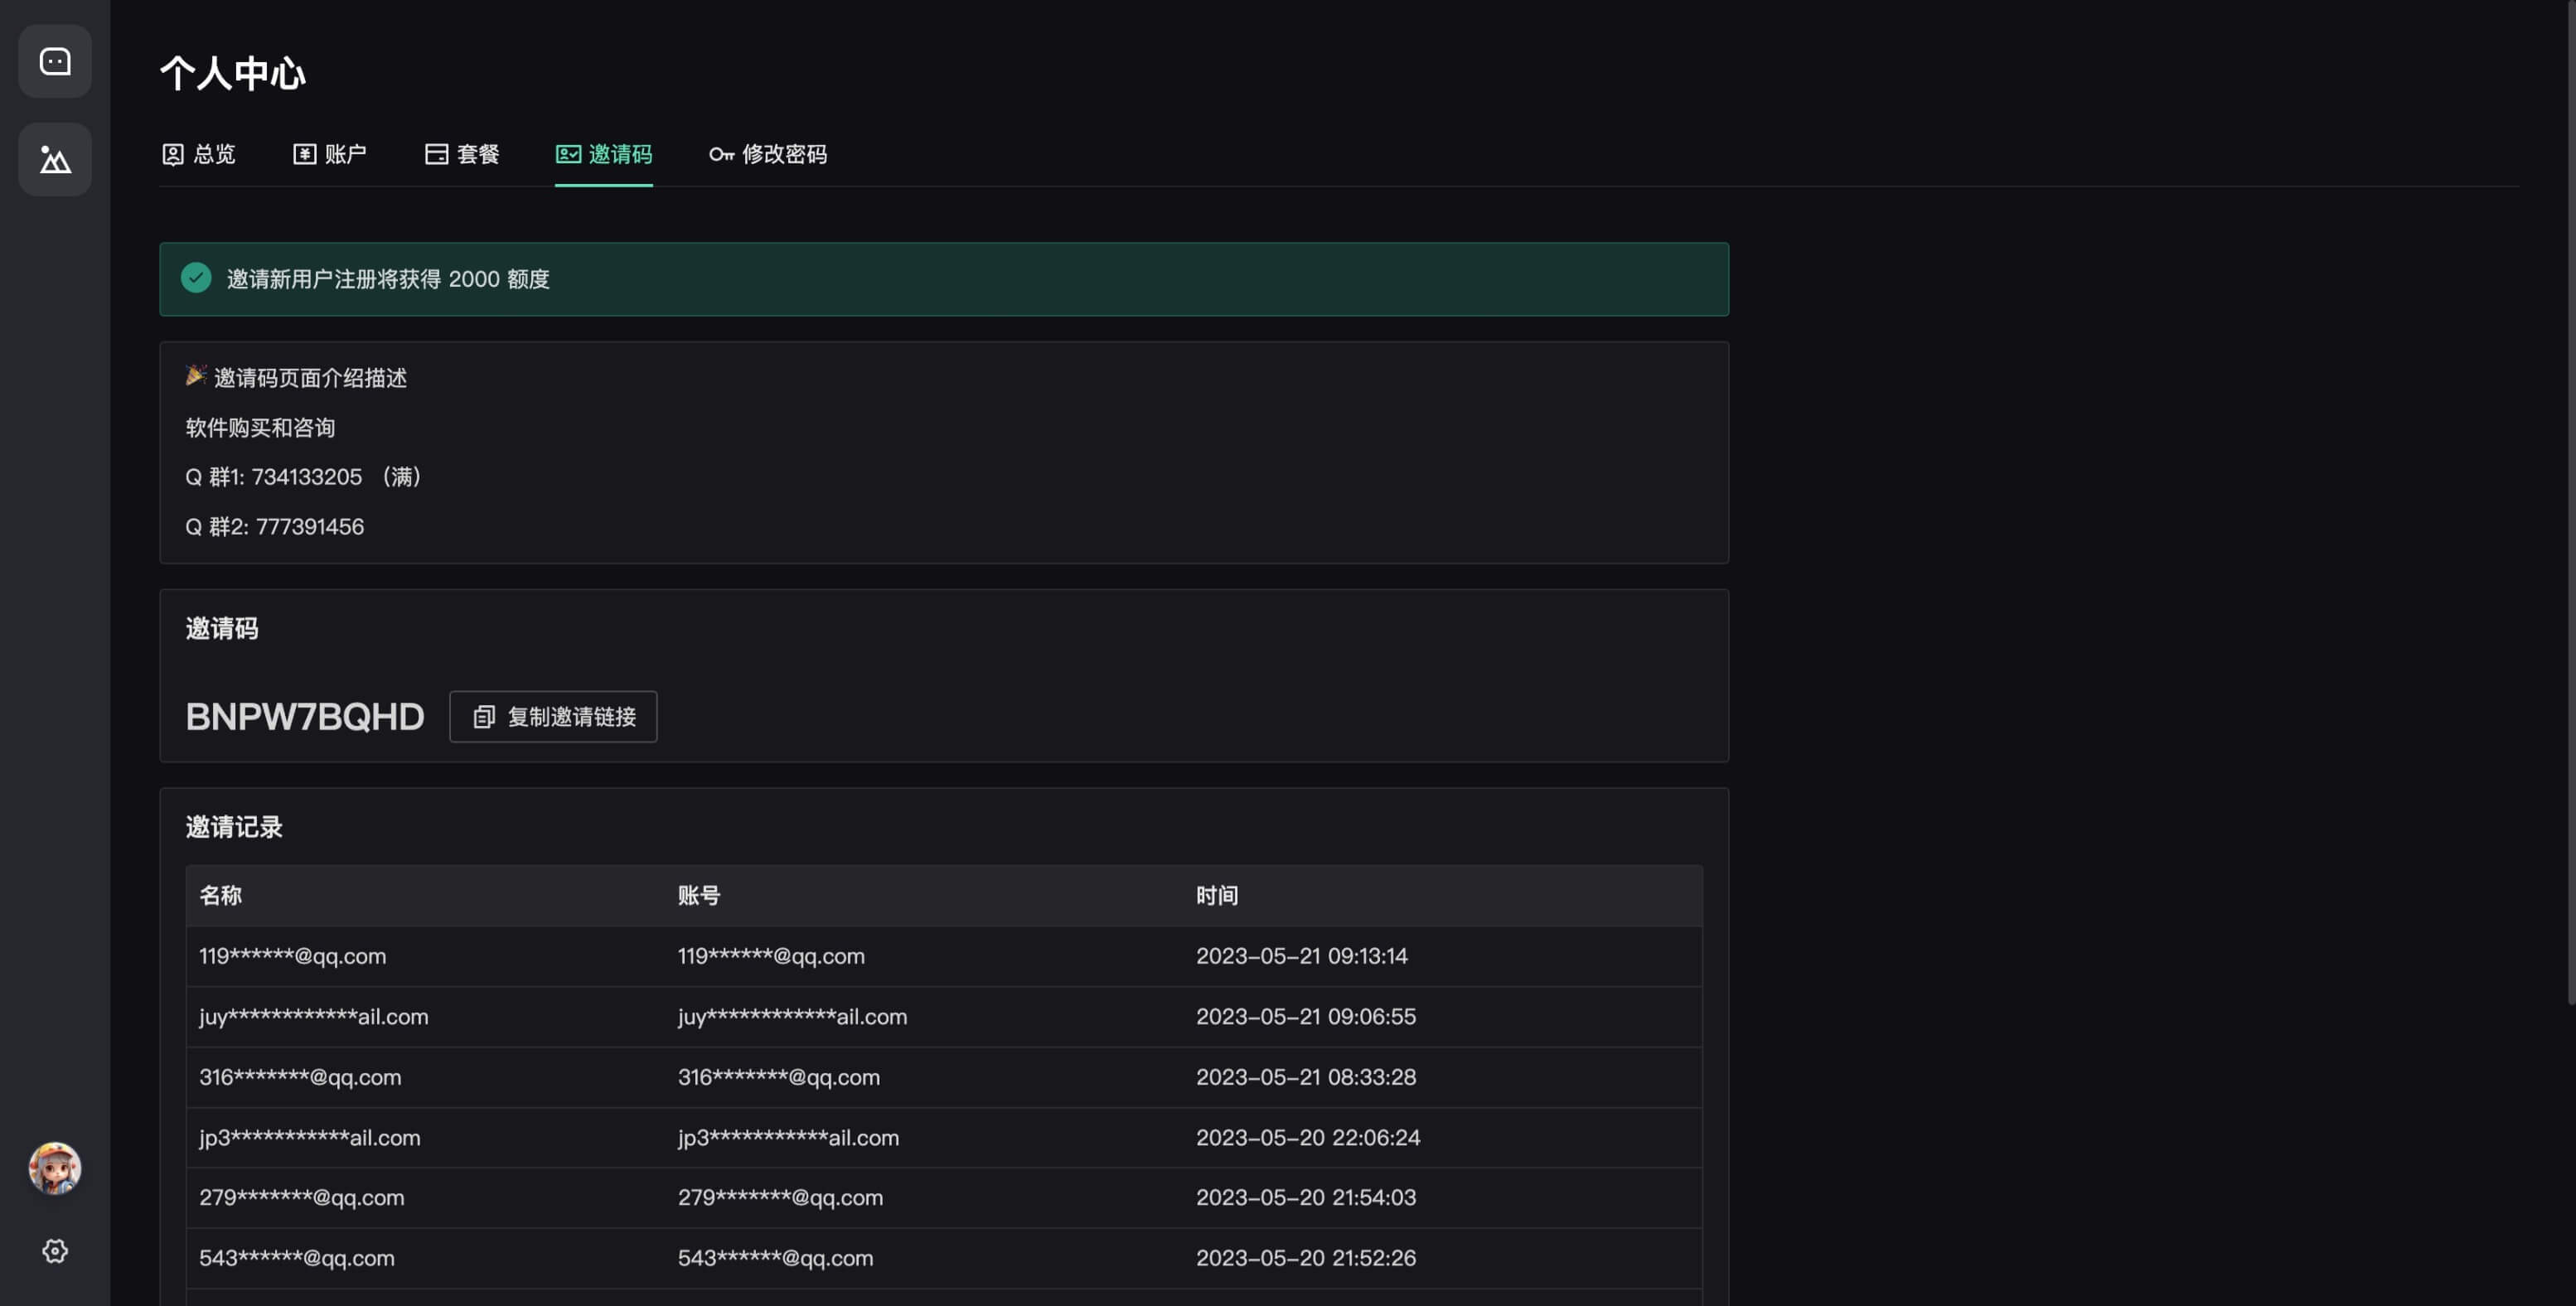 个人中心
总览 账户 套餐 邀请码 修改密码
邀请新用户注册将获得 2000 额度
🎉 邀请码页面介绍描述
软件购买和咨询
Q 群1: 734133205 （满）
Q 群2: 777391456
邀请码
BNPW7BQHD 复制邀请链接
邀请记录
名称 账号 时间
119******@qq.com 119******@qq.com 2023-05-21 09:13:14
juy************ail.com juy************ail.com 2023-05-21 09:06:55
316*******@qq.com 316*******@qq.com 2023-05-21 08:33:28
jp3***********ail.com jp3***********ail.com 2023-05-20 22:06:24
279*******@qq.com 279*******@qq.com 2023-05-20 21:54:03
543******@qq.com 543******@qq.com 2023-05-20 21:52:26